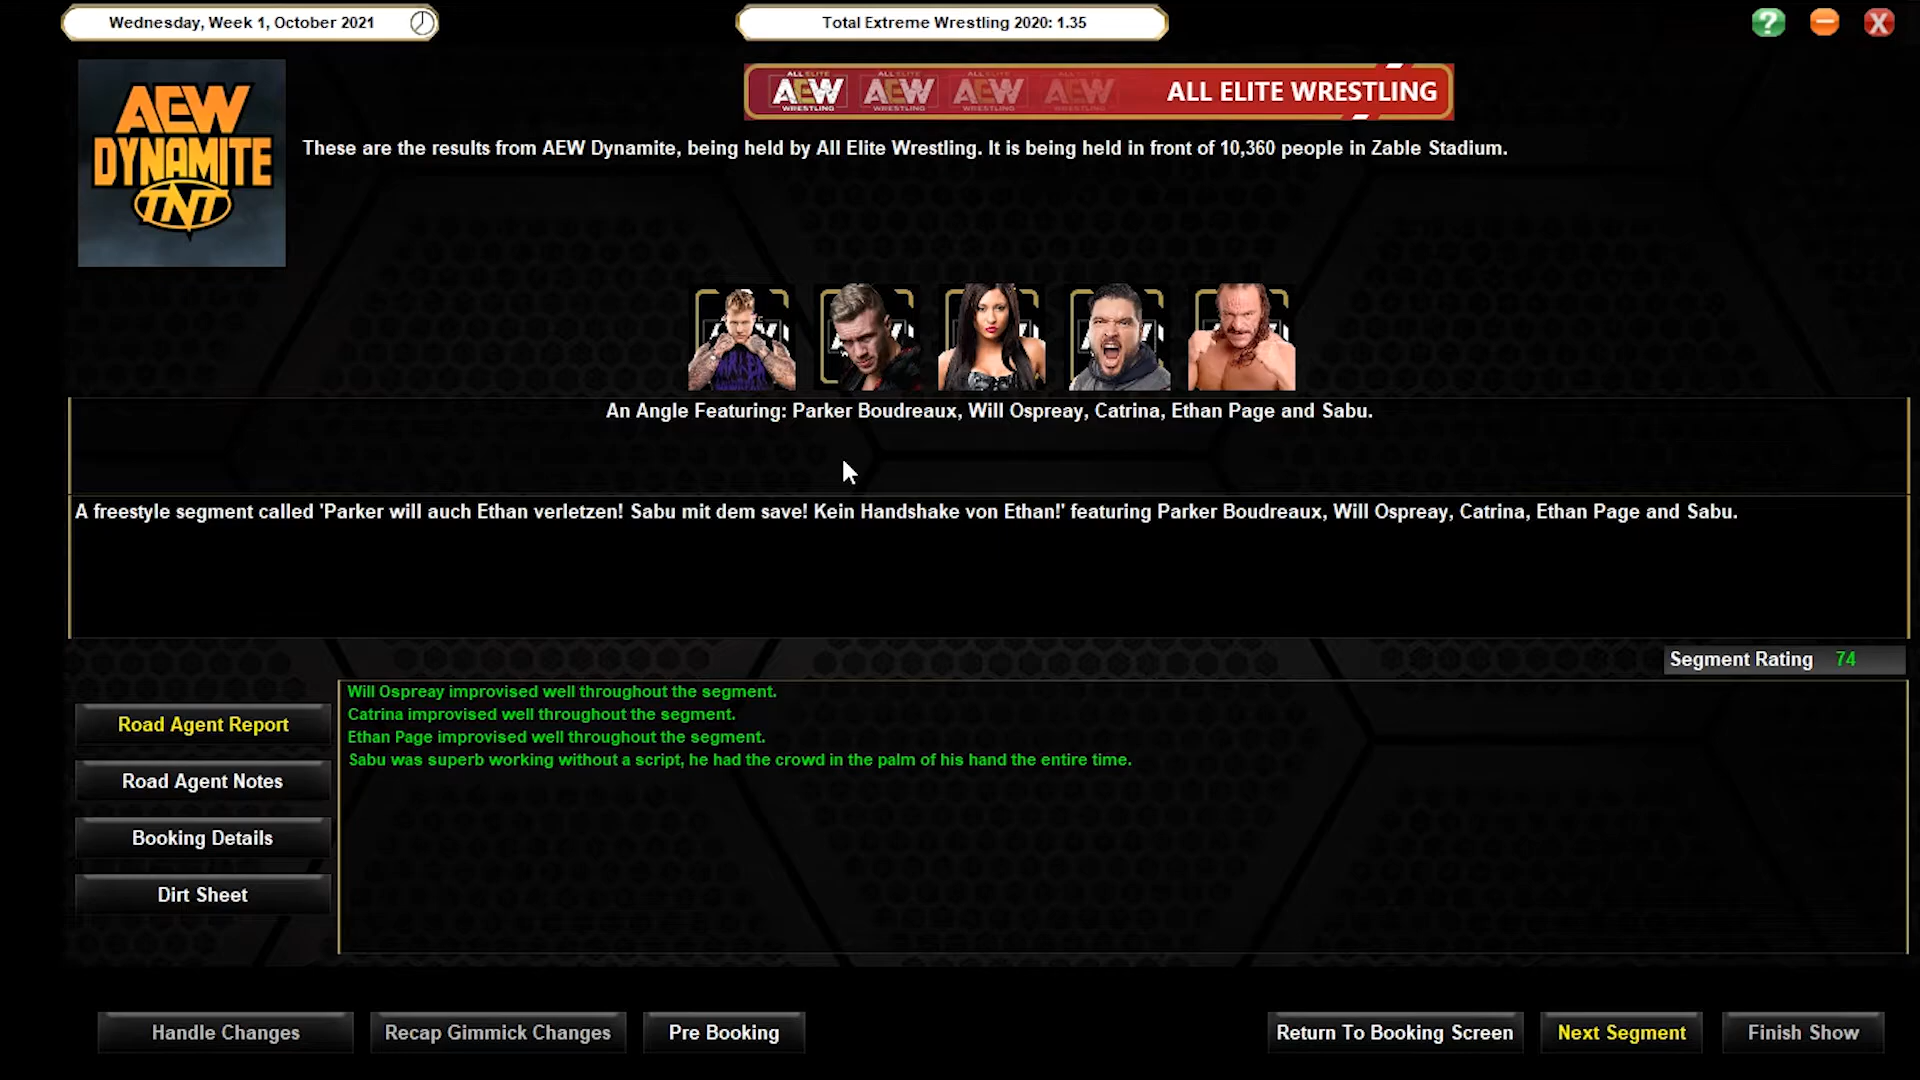 Wednesday, Week 1, October 2021
Total Extreme Wrestling 2020: 1.35
AEW
DYNAMITE
TNT
ALL ELITE
AEW
WRESTLING
ALL ELITE WRESTLING
These are the results from AEW Dynamite, being held by All Elite Wrestling. It is being held in front of 10,360 people in Zable Stadium.
An Angle Featuring: Parker Boudreaux, Will Ospreay, Catrina, Ethan Page and Sabu.
A freestyle segment called 'Parker will auch Ethan verletzen! Sabu mit dem save! Kein Handshake von Ethan!' featuring Parker Boudreaux, Will Ospreay, Catrina, Ethan Page and Sabu.
Segment Rating 74
Road Agent Report
Road Agent Notes
Booking Details
Dirt Sheet
Will Ospreay improvised well throughout the segment.
Catrina improvised well throughout the segment.
Ethan Page improvised well throughout the segment.
Sabu was superb working without a script, he had the crowd in the palm of his hand the entire time.
Handle Changes
Recap Gimmick Changes
Pre Booking
Return To Booking Screen
Next Segment
Finish Show